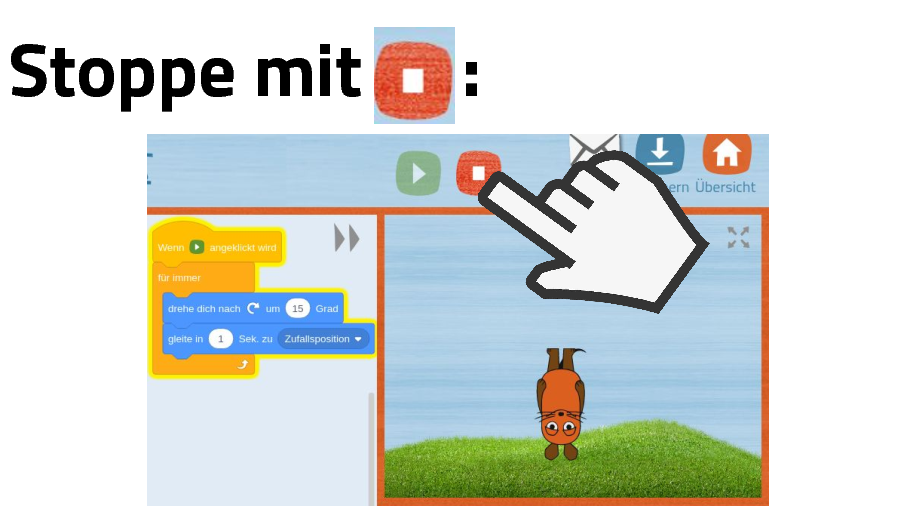 Stoppe mit :
ern Übersicht
Wenn angeklickt wird
für immer
drehe dich nach um 15 Grad
gleite in 1 Sek. zu Zufallsposition